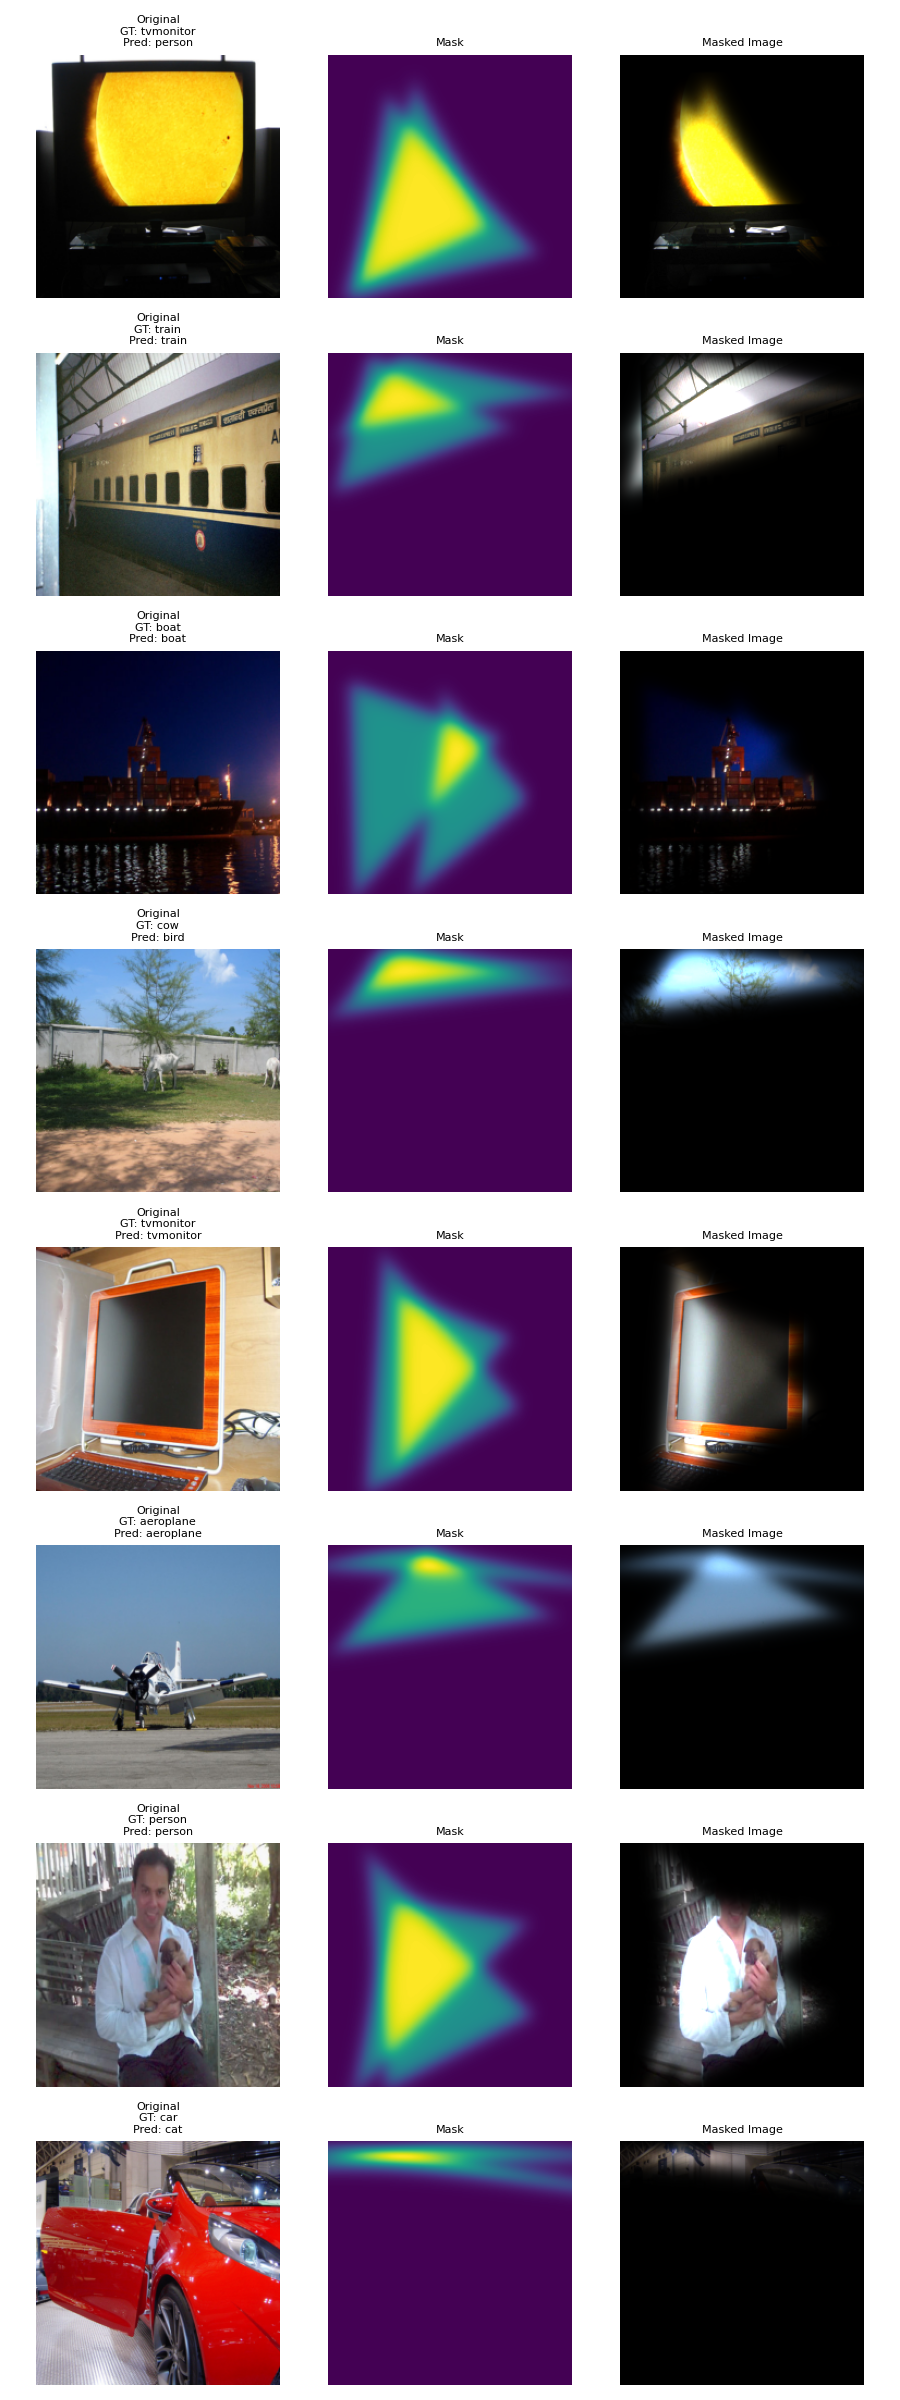 Original
GT: tvmonitor
Pred: person
Mask
Masked Image
Original
GT: train
Pred: train
Mask
Masked Image
Original
GT: boat
Pred: boat
Mask
Masked Image
Original
GT: cow
Pred: bird
Mask
Masked Image
Original
GT: tvmonitor
Pred: tvmonitor
Mask
Masked Image
Original
GT: aeroplane
Pred: aeroplane
Mask
Masked Image
Original
GT: person
Pred: person
Mask
Masked Image
Original
GT: car
Pred: cat
Mask
Masked Image